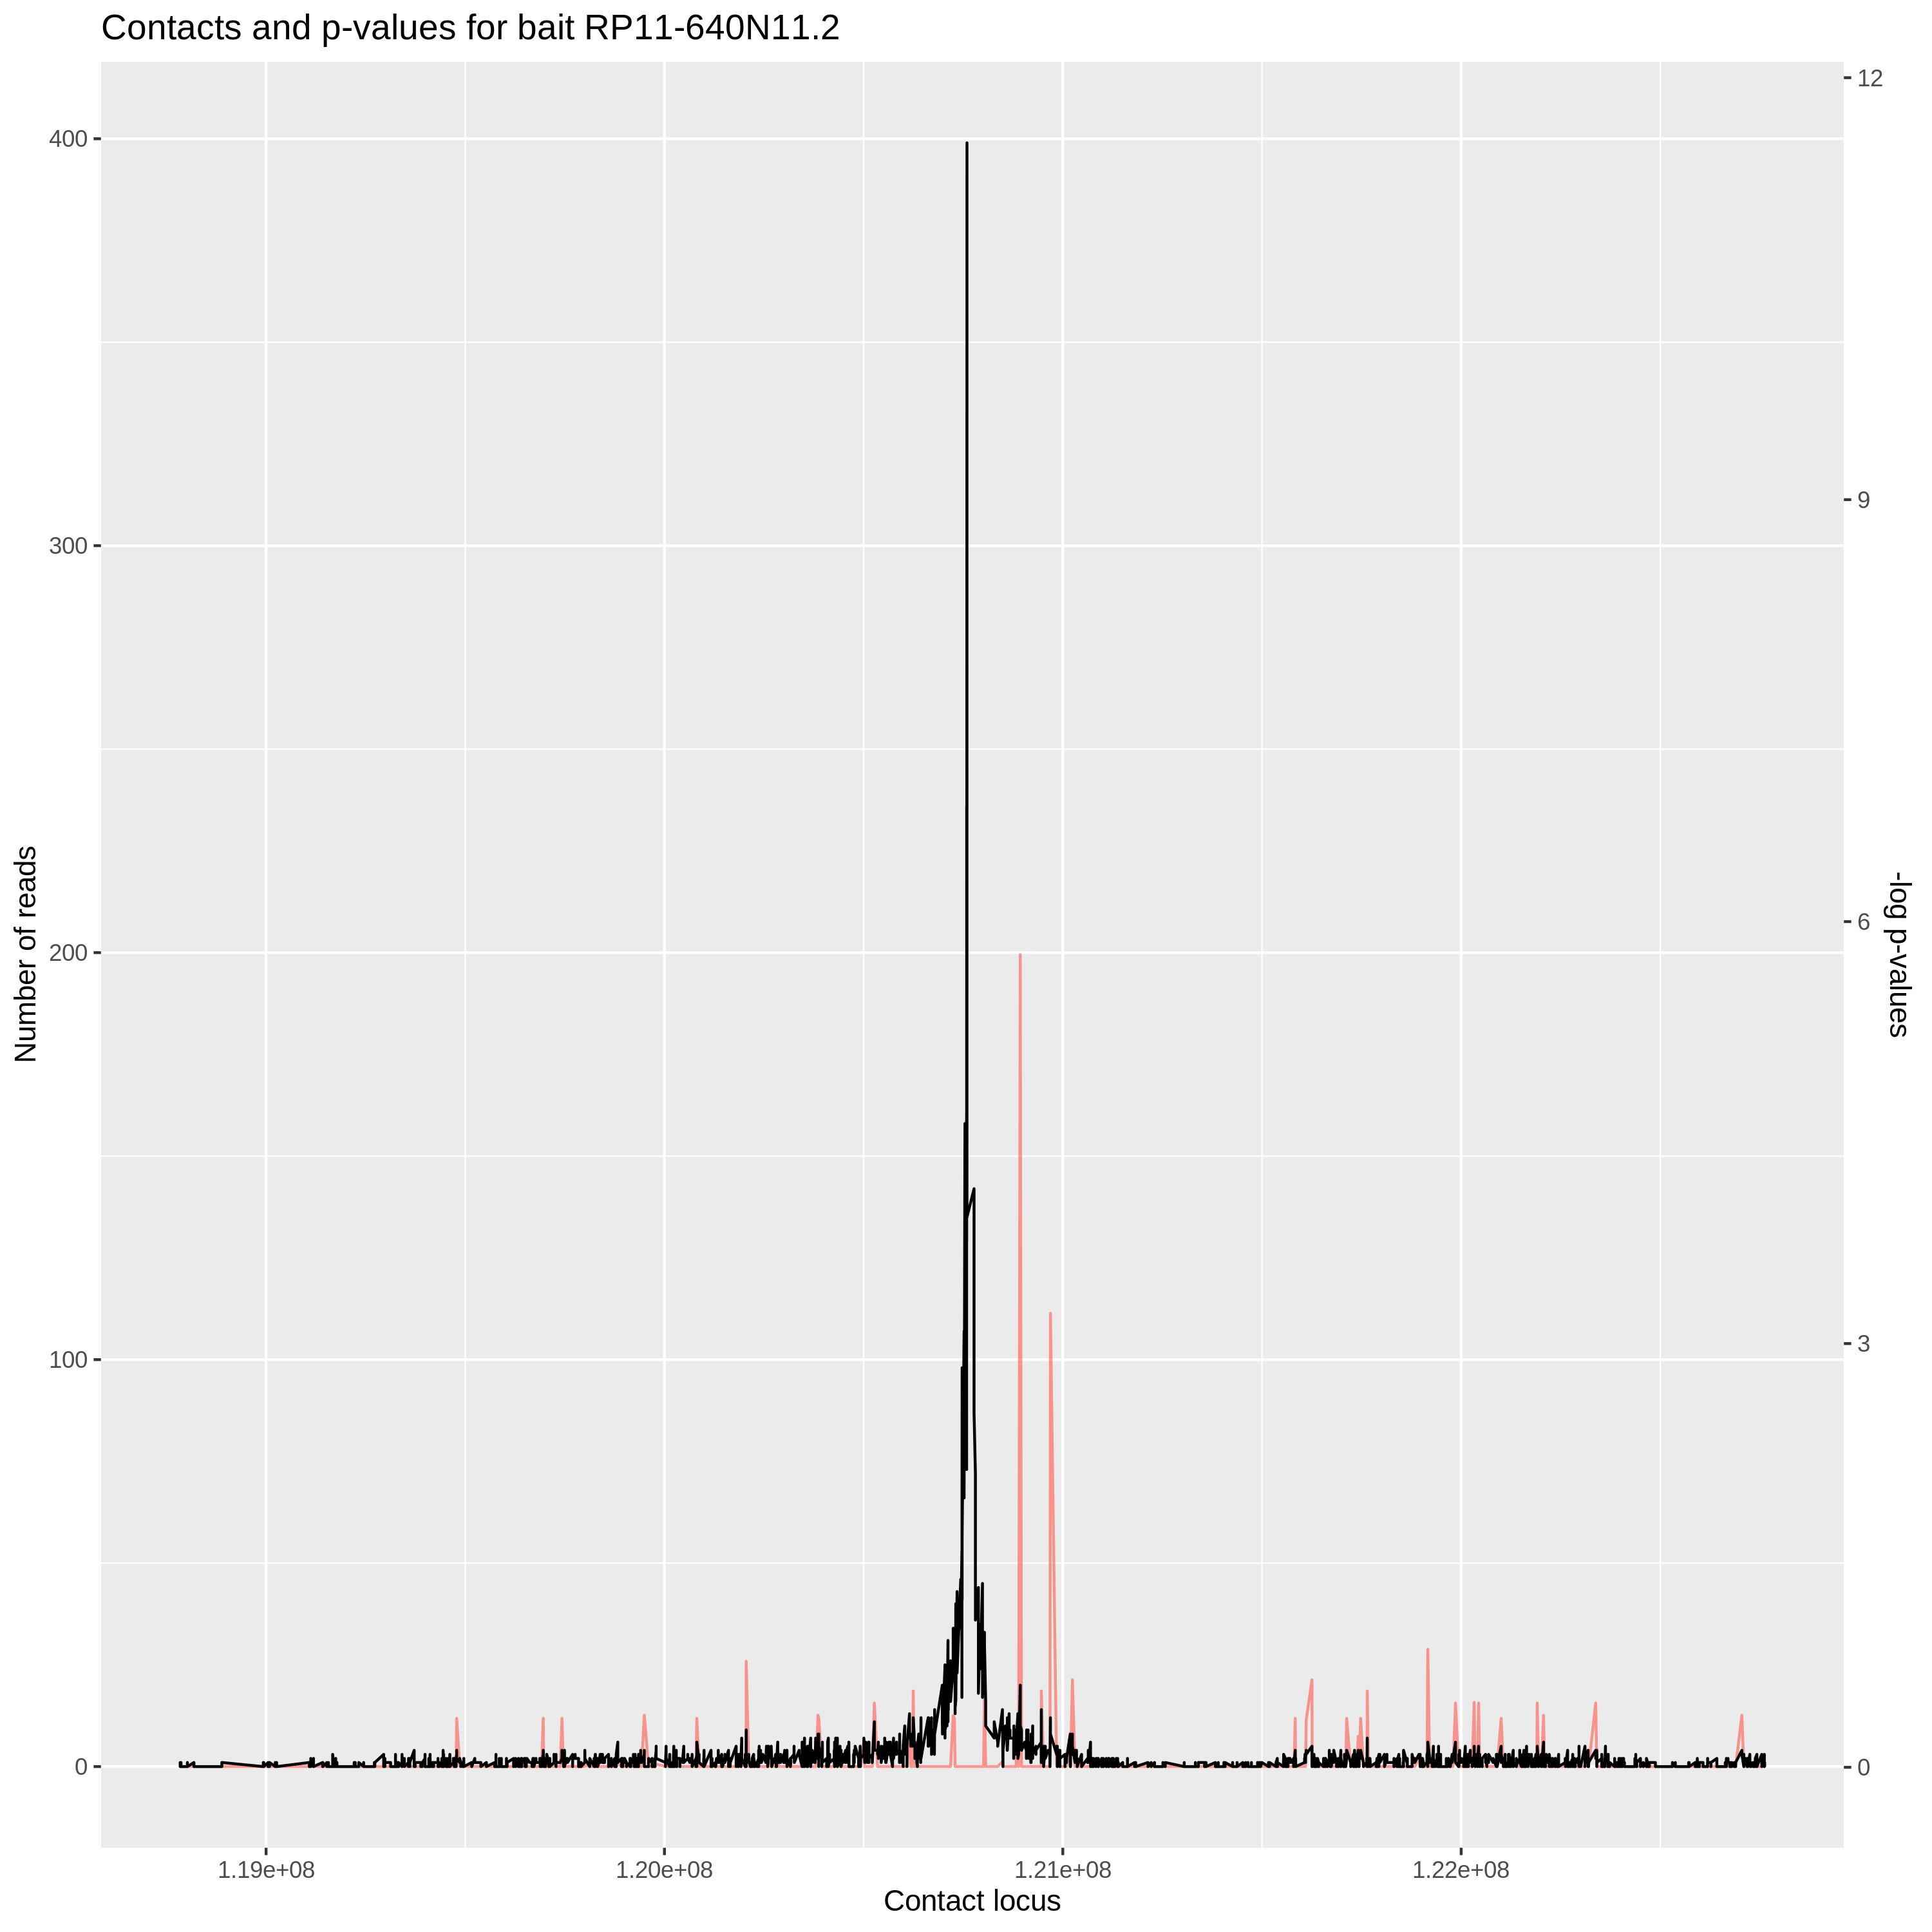 Contacts and p-values for bait RP11-640N11.2
12
400
9
300
Number of reads
-log p-values
6
200
3
100
0
0
1.19e+08
1.20e+08
1.21e+08
1.22e+08
Contact locus